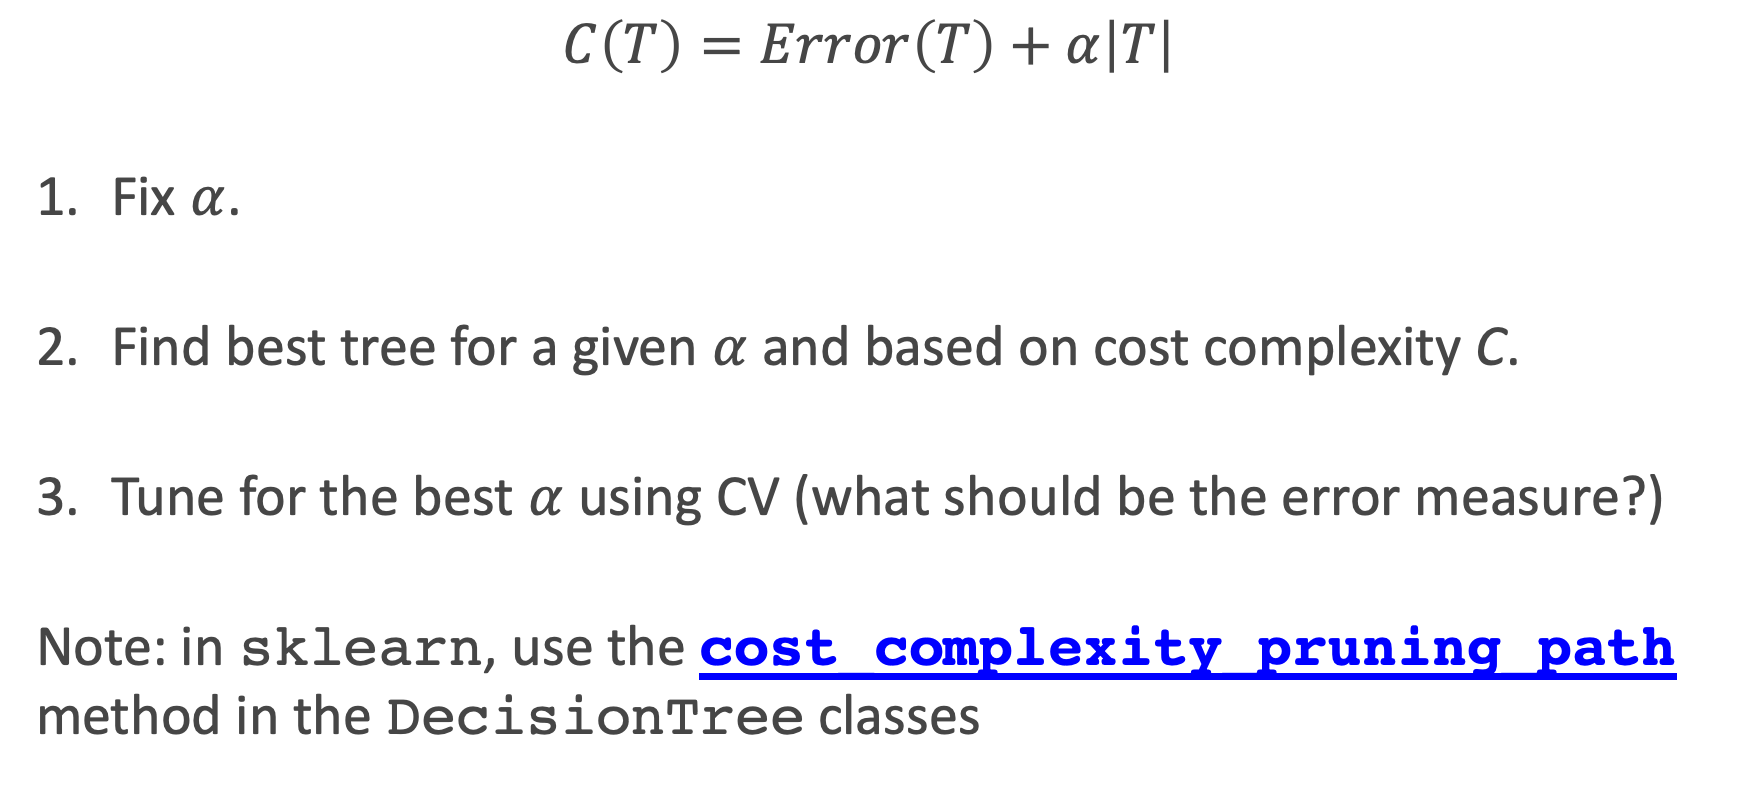 C(T) = Error(T) + α|T|
1. Fix α.
2. Find best tree for a given α and based on cost complexity C.
3. Tune for the best α using CV (what should be the error measure?)
Note: in sklearn, use the cost_complexity_pruning_path
method in the DecisionTree classes